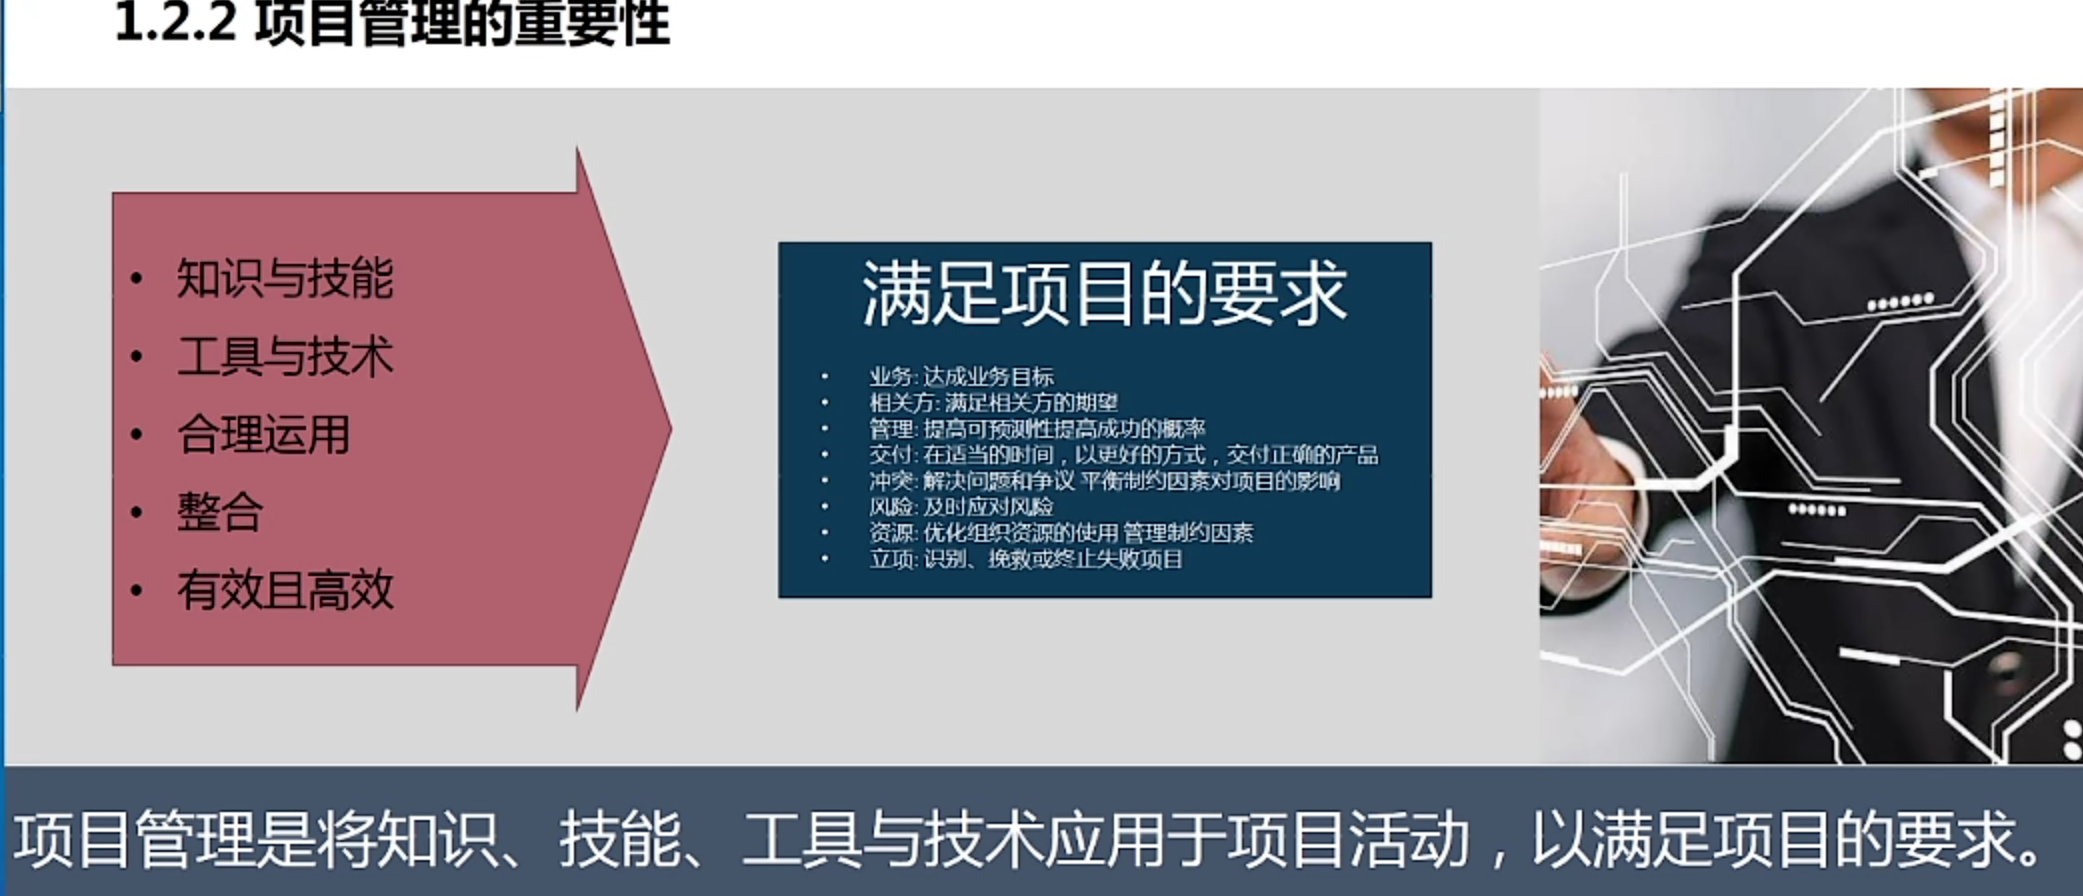 1.2.2 项目管理的重要性
• 知识与技能
• 工具与技术
• 合理运用
• 整合
• 有效且高效
满足项目的要求
• 业务: 达成业务目标
• 相关方: 满足相关方的期望
• 管理: 提高可预测性提高成功的概率
• 交付: 在适当的时间，以更好的方式，交付正确的产品
• 冲突: 解决问题和争议 平衡制约因素对项目的影响
• 风险: 及时应对风险
• 资源: 优化组织资源的使用 管理制约因素
• 立项: 识别、挽救或终止失败项目
项目管理是将知识、技能、工具与技术应用于项目活动，以满足项目的要求。